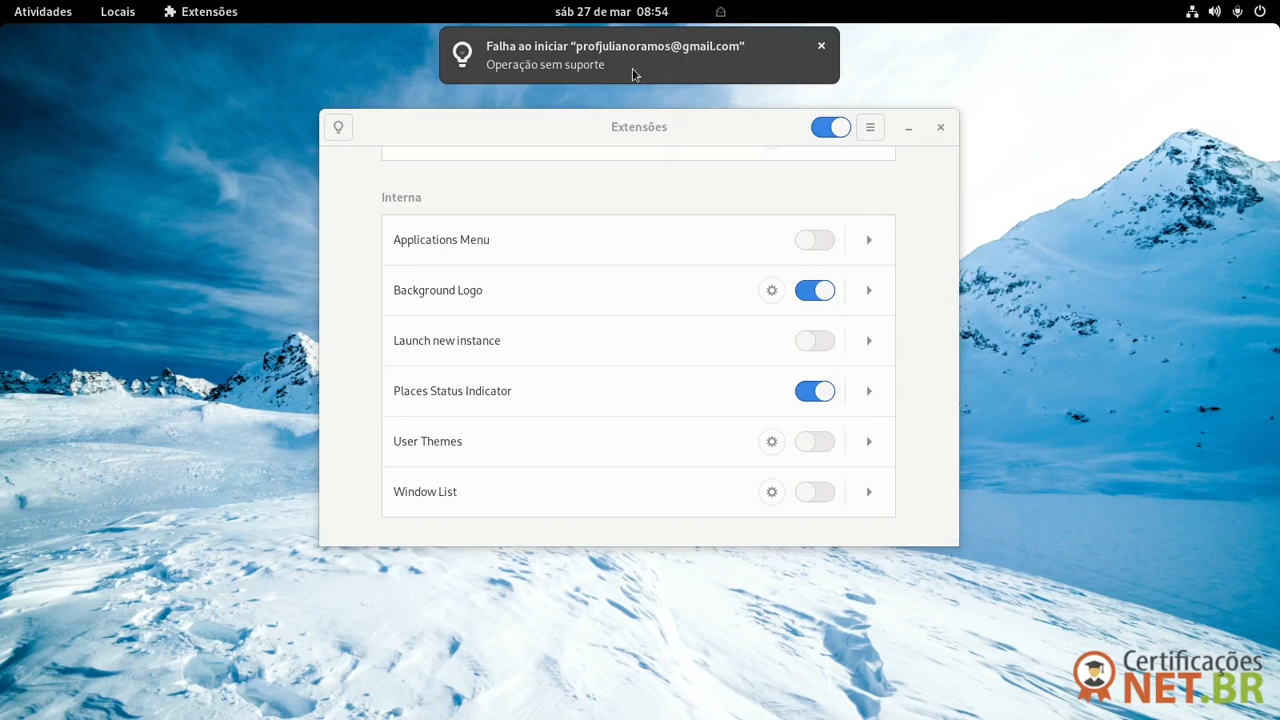 Atividades
Locais
Extensões
sáb 27 de mar 08:54
Falha ao iniciar “profjulianoramos@gmail.com”
Operação sem suporte
Extensões
Interna
Applications Menu
Background Logo
Launch new instance
Places Status Indicator
User Themes
Window List
Certificações
NET.BR